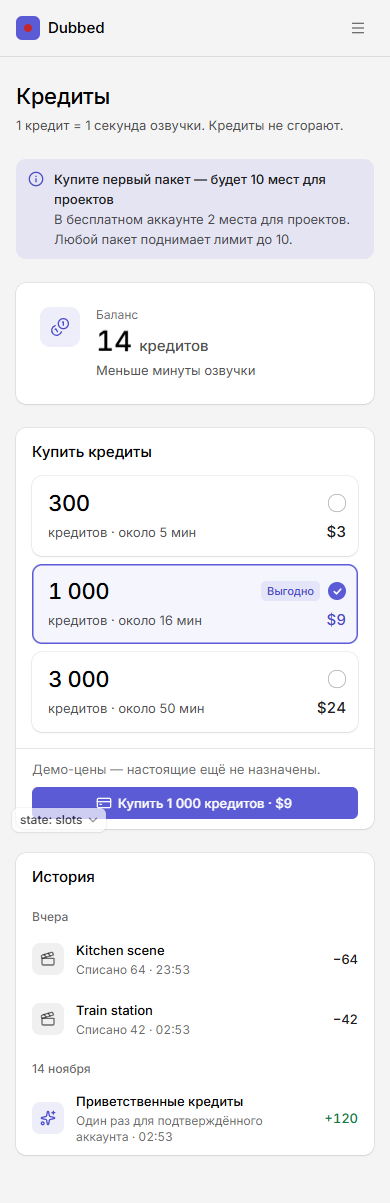 Dubbed
Кредиты
1 кредит = 1 секунда озвучки. Кредиты не сгорают.
Купите первый пакет — будет 10 мест для
проектов
В бесплатном аккаунте 2 места для проектов.
Любой пакет поднимает лимит до 10.
Баланс
14 кредитов
Меньше минуты озвучки
Купить кредиты
300
кредитов · около 5 мин
$3
1 000
Выгодно
кредитов · около 16 мин
$9
3 000
кредитов · около 50 мин
$24
Демо-цены — настоящие ещё не назначены.
Купить 1 000 кредитов · $9
state: slots
История
Вчера
Kitchen scene
Списано 64 · 23:53
−64
Train station
Списано 42 · 02:53
−42
14 ноября
Приветственные кредиты
Один раз для подтверждённого
аккаунта · 02:53
+120